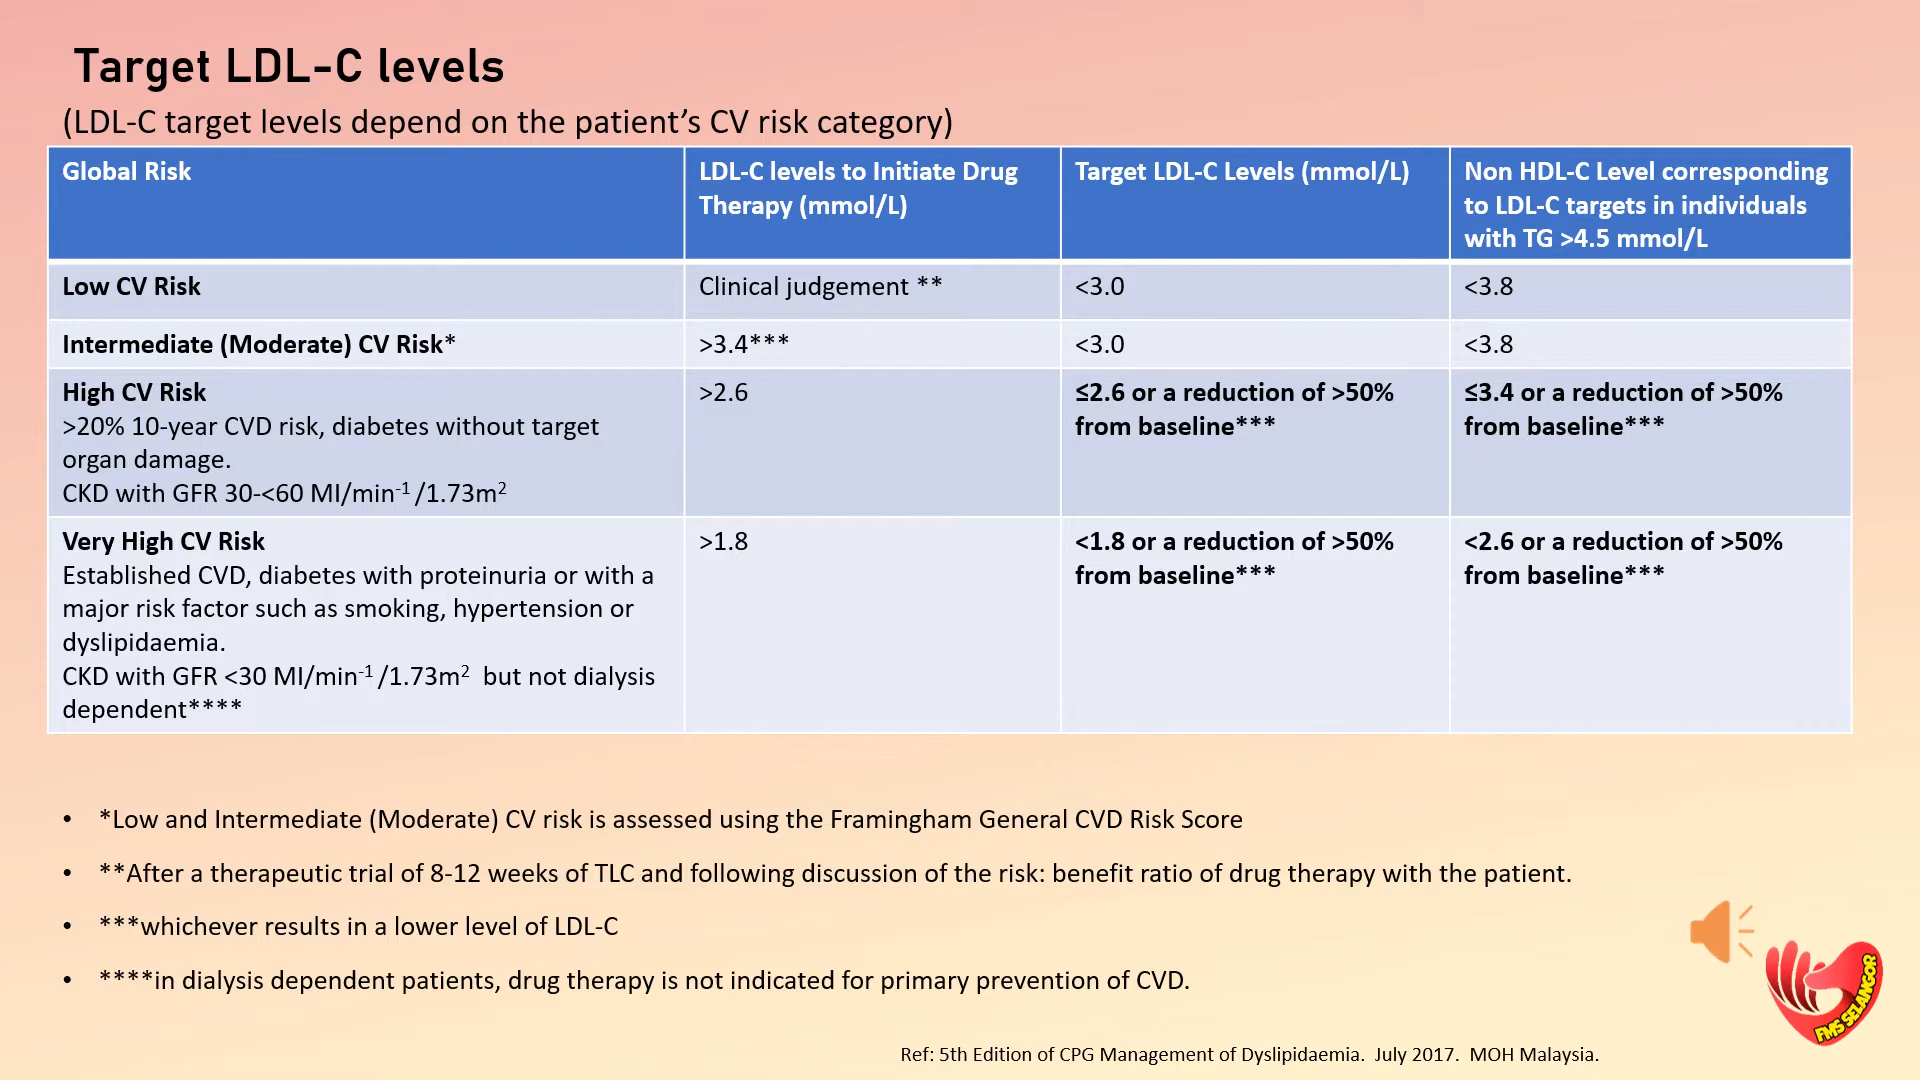 Target LDL-C levels
(LDL-C target levels depend on the patient’s CV risk category)
Global Risk
LDL-C levels to Initiate Drug
Therapy (mmol/L)
Target LDL-C Levels (mmol/L)
Non HDL-C Level corresponding
to LDL-C targets in individuals
with TG >4.5 mmol/L
Low CV Risk
Clinical judgement **
<3.0
<3.8
Intermediate (Moderate) CV Risk*
>3.4***
<3.0
<3.8
High CV Risk
>20% 10-year CVD risk, diabetes without target
organ damage.
CKD with GFR 30-<60 MI/min-1 /1.73m2
>2.6
≤2.6 or a reduction of >50%
from baseline***
≤3.4 or a reduction of >50%
from baseline***
Very High CV Risk
Established CVD, diabetes with proteinuria or with a
major risk factor such as smoking, hypertension or
dyslipidaemia.
CKD with GFR <30 MI/min-1 /1.73m2 but not dialysis
dependent****
>1.8
<1.8 or a reduction of >50%
from baseline***
<2.6 or a reduction of >50%
from baseline***
• *Low and Intermediate (Moderate) CV risk is assessed using the Framingham General CVD Risk Score
• **After a therapeutic trial of 8-12 weeks of TLC and following discussion of the risk: benefit ratio of drug therapy with the patient.
• ***whichever results in a lower level of LDL-C
• ****in dialysis dependent patients, drug therapy is not indicated for primary prevention of CVD.
FMS SELANGOR
Ref: 5th Edition of CPG Management of Dyslipidaemia. July 2017. MOH Malaysia.